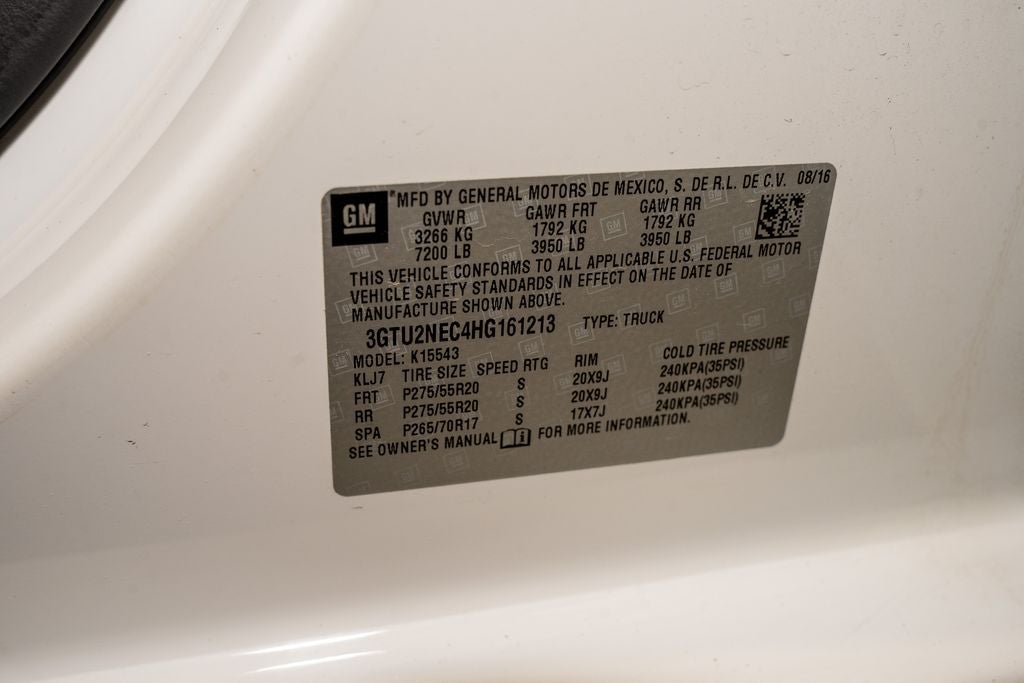 GM
*MFD BY GENERAL MOTORS DE MEXICO, S. DE R.L. DE C.V. 08/16
GVWR GAWR FRT GAWR RR
3266 KG 1792 KG 1792 KG
7200 LB 3950 LB 3950 LB
THIS VEHICLE CONFORMS TO ALL APPLICABLE U.S. FEDERAL MOTOR
VEHICLE SAFETY STANDARDS IN EFFECT ON THE DATE OF
MANUFACTURE SHOWN ABOVE.
3GTU2NEC4HG161213 TYPE: TRUCK
MODEL: K15543
KLJ7 TIRE SIZE SPEED RTG RIM COLD TIRE PRESSURE
FRT P275/55R20 S 20X9J 240KPA(35PSI)
RR P275/55R20 S 20X9J 240KPA(35PSI)
SPA P265/70R17 S 17X7J 240KPA(35PSI)
SEE OWNER'S MANUAL FOR MORE INFORMATION.